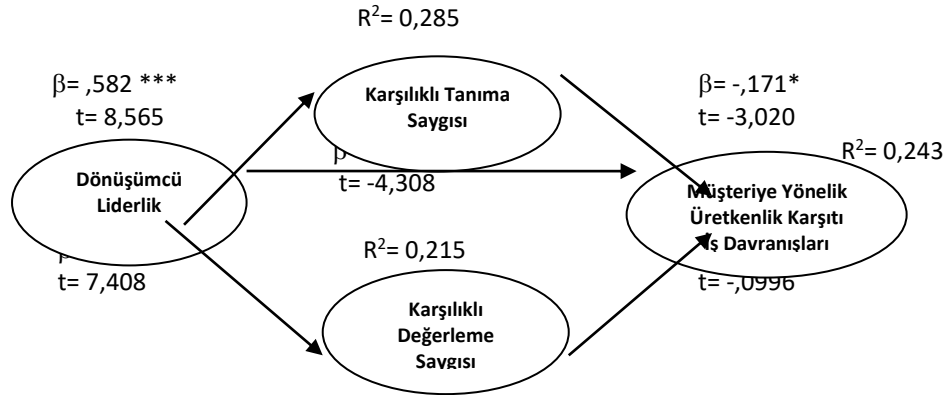 R²= 0,285
β= ,582 ***
t= 8,565
Karşılıklı Tanıma
Saygısı
β= -,171*
t= -3,020
R²= 0,243
Dönüşümcü
Liderlik
β
t= -4,308
Müşteriye Yönelik
Üretkenlik Karşıtı
İş Davranışları
R²= 0,215
t= 7,408
t= -,0996
Karşılıklı
Değerleme
Saygısı